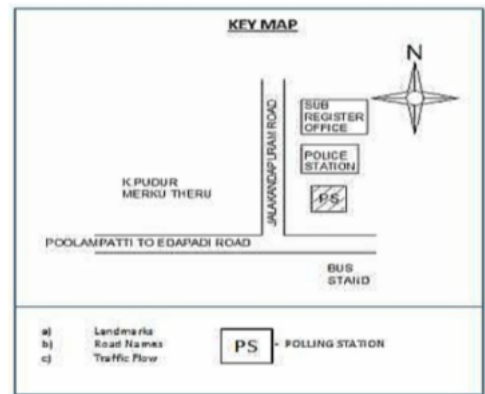 KEY MAP
N
SUB
REGISTER
OFFICE
JALAKANDAPURAM ROAD
POLICE
STATION
K.PUDUR
MERKU THERU
PS
POOLAMPATTI TO EDAPADI ROAD
BUS
STAND
a) Landmarks
b) Road Names
c) Traffic Flow
PS - POLLING STATION